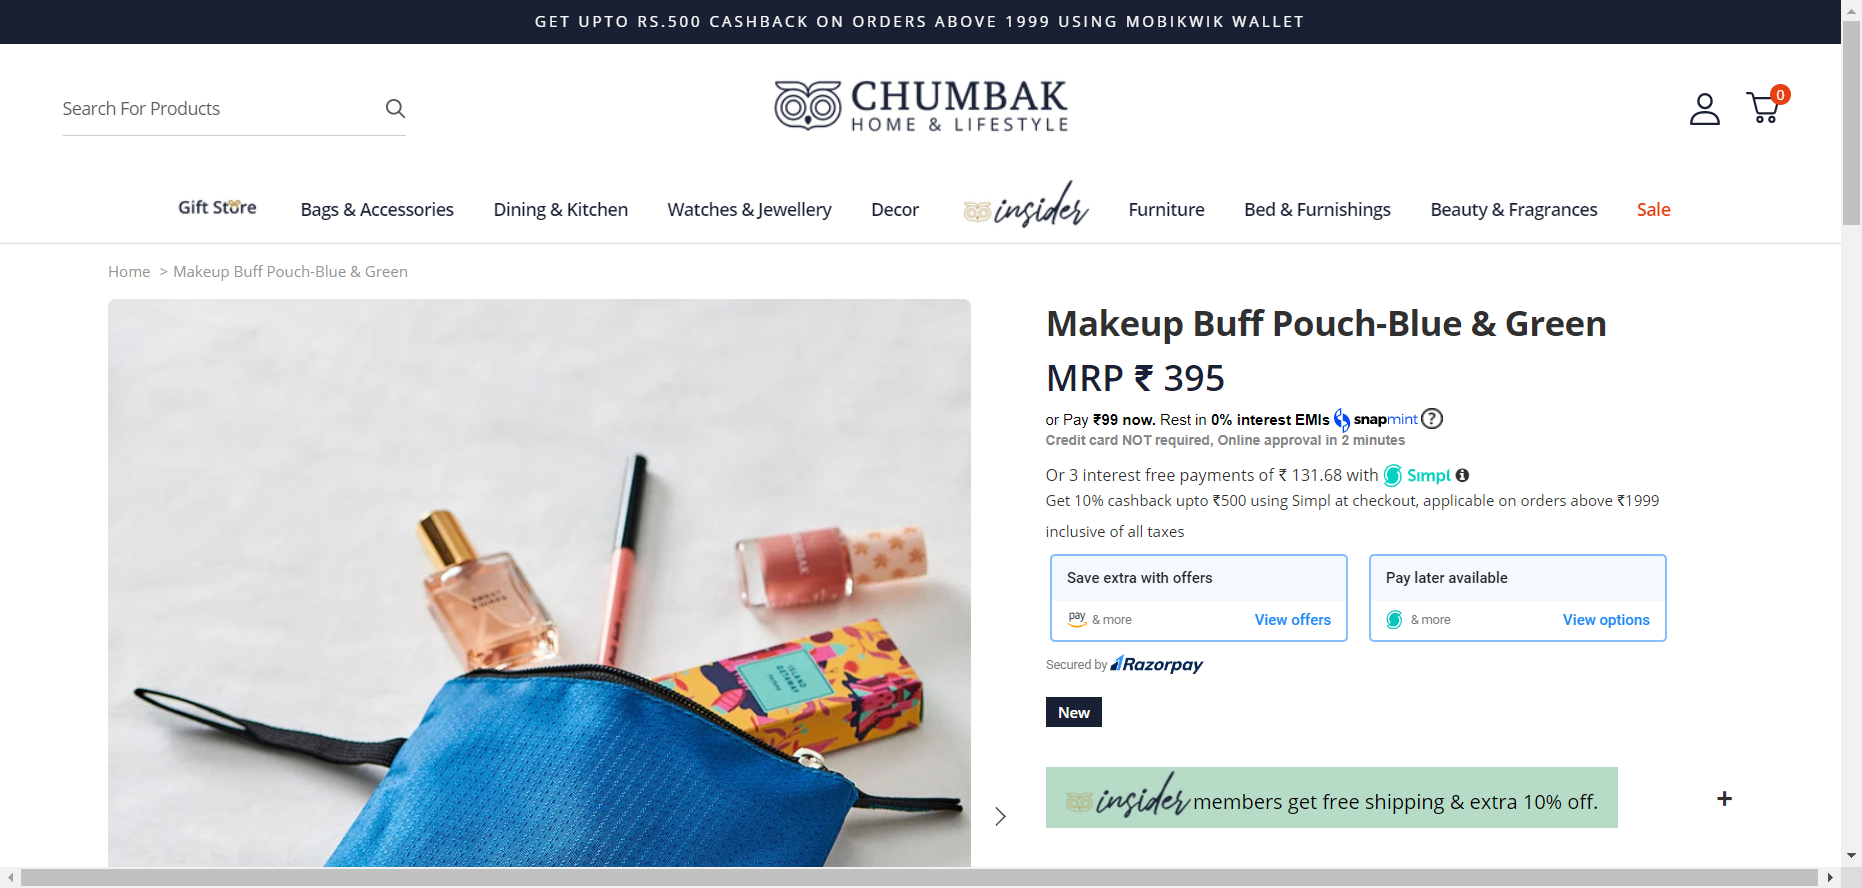 GET UPTO RS.500 CASHBACK ON ORDERS ABOVE 1999 USING MOBIKWIK WALLET
Search For Products
CHUMBAK
HOME & LIFESTYLE
0
Gift Store
Bags & Accessories
Dining & Kitchen
Watches & Jewellery
Decor
insider
Furniture
Bed & Furnishings
Beauty & Fragrances
Sale
Home > Makeup Buff Pouch-Blue & Green
ISLAND
GETAWAY
Makeup Buff Pouch-Blue & Green
MRP ₹ 395
or Pay ₹99 now. Rest in 0% interest EMIs snapmint ?
Credit card NOT required, Online approval in 2 minutes
Or 3 interest free payments of ₹ 131.68 with Simpl i
Get 10% cashback upto ₹500 using Simpl at checkout, applicable on orders above ₹1999
inclusive of all taxes
Save extra with offers
pay & more View offers
Pay later available
& more View options
Secured by Razorpay
New
insider members get free shipping & extra 10% off.
+